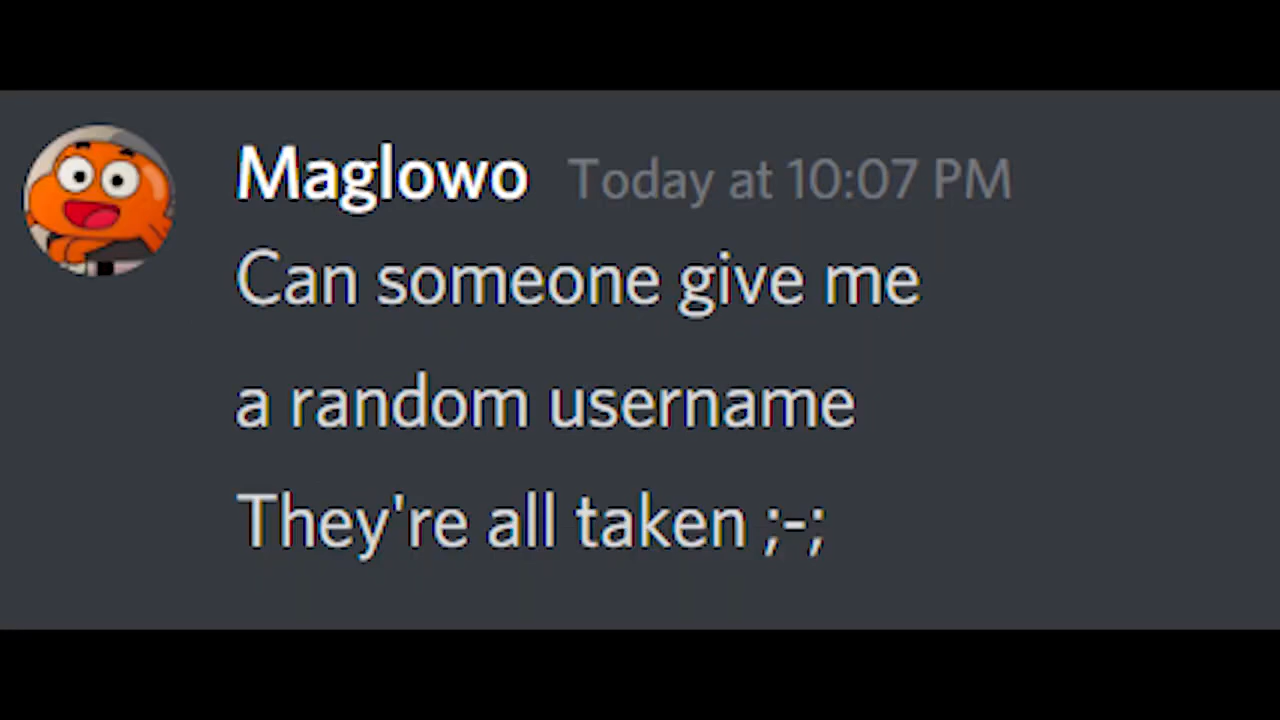 Maglowo Today at 10:07 PM
Can someone give me
a random username
They're all taken ;-;